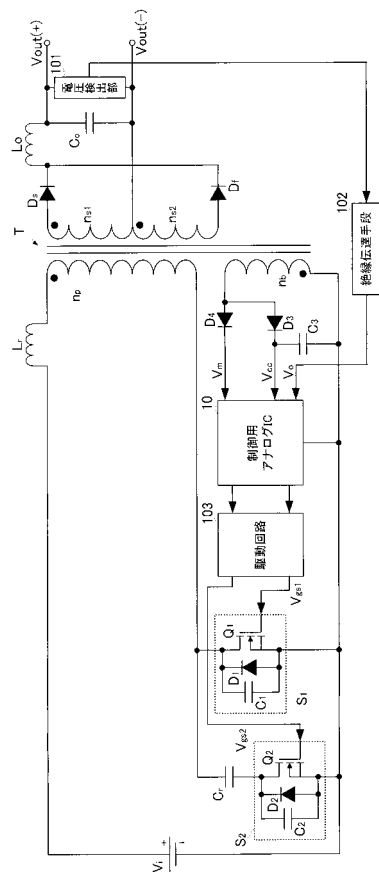 Vout(+)
101
電圧検出部
Vout(-)
Lo
Co
Ds
Df
ns1
ns2
T
np
nb
Lr
102
絶縁伝達手段
D4
D3
C3
Vm
Vcc
Vo
10
制御用
アナログIC
103
駆動回路
Vgs1
Vgs2
Q1
D1
C1
S1
Cr
Q2
D2
C2
S2
Vi
+
-